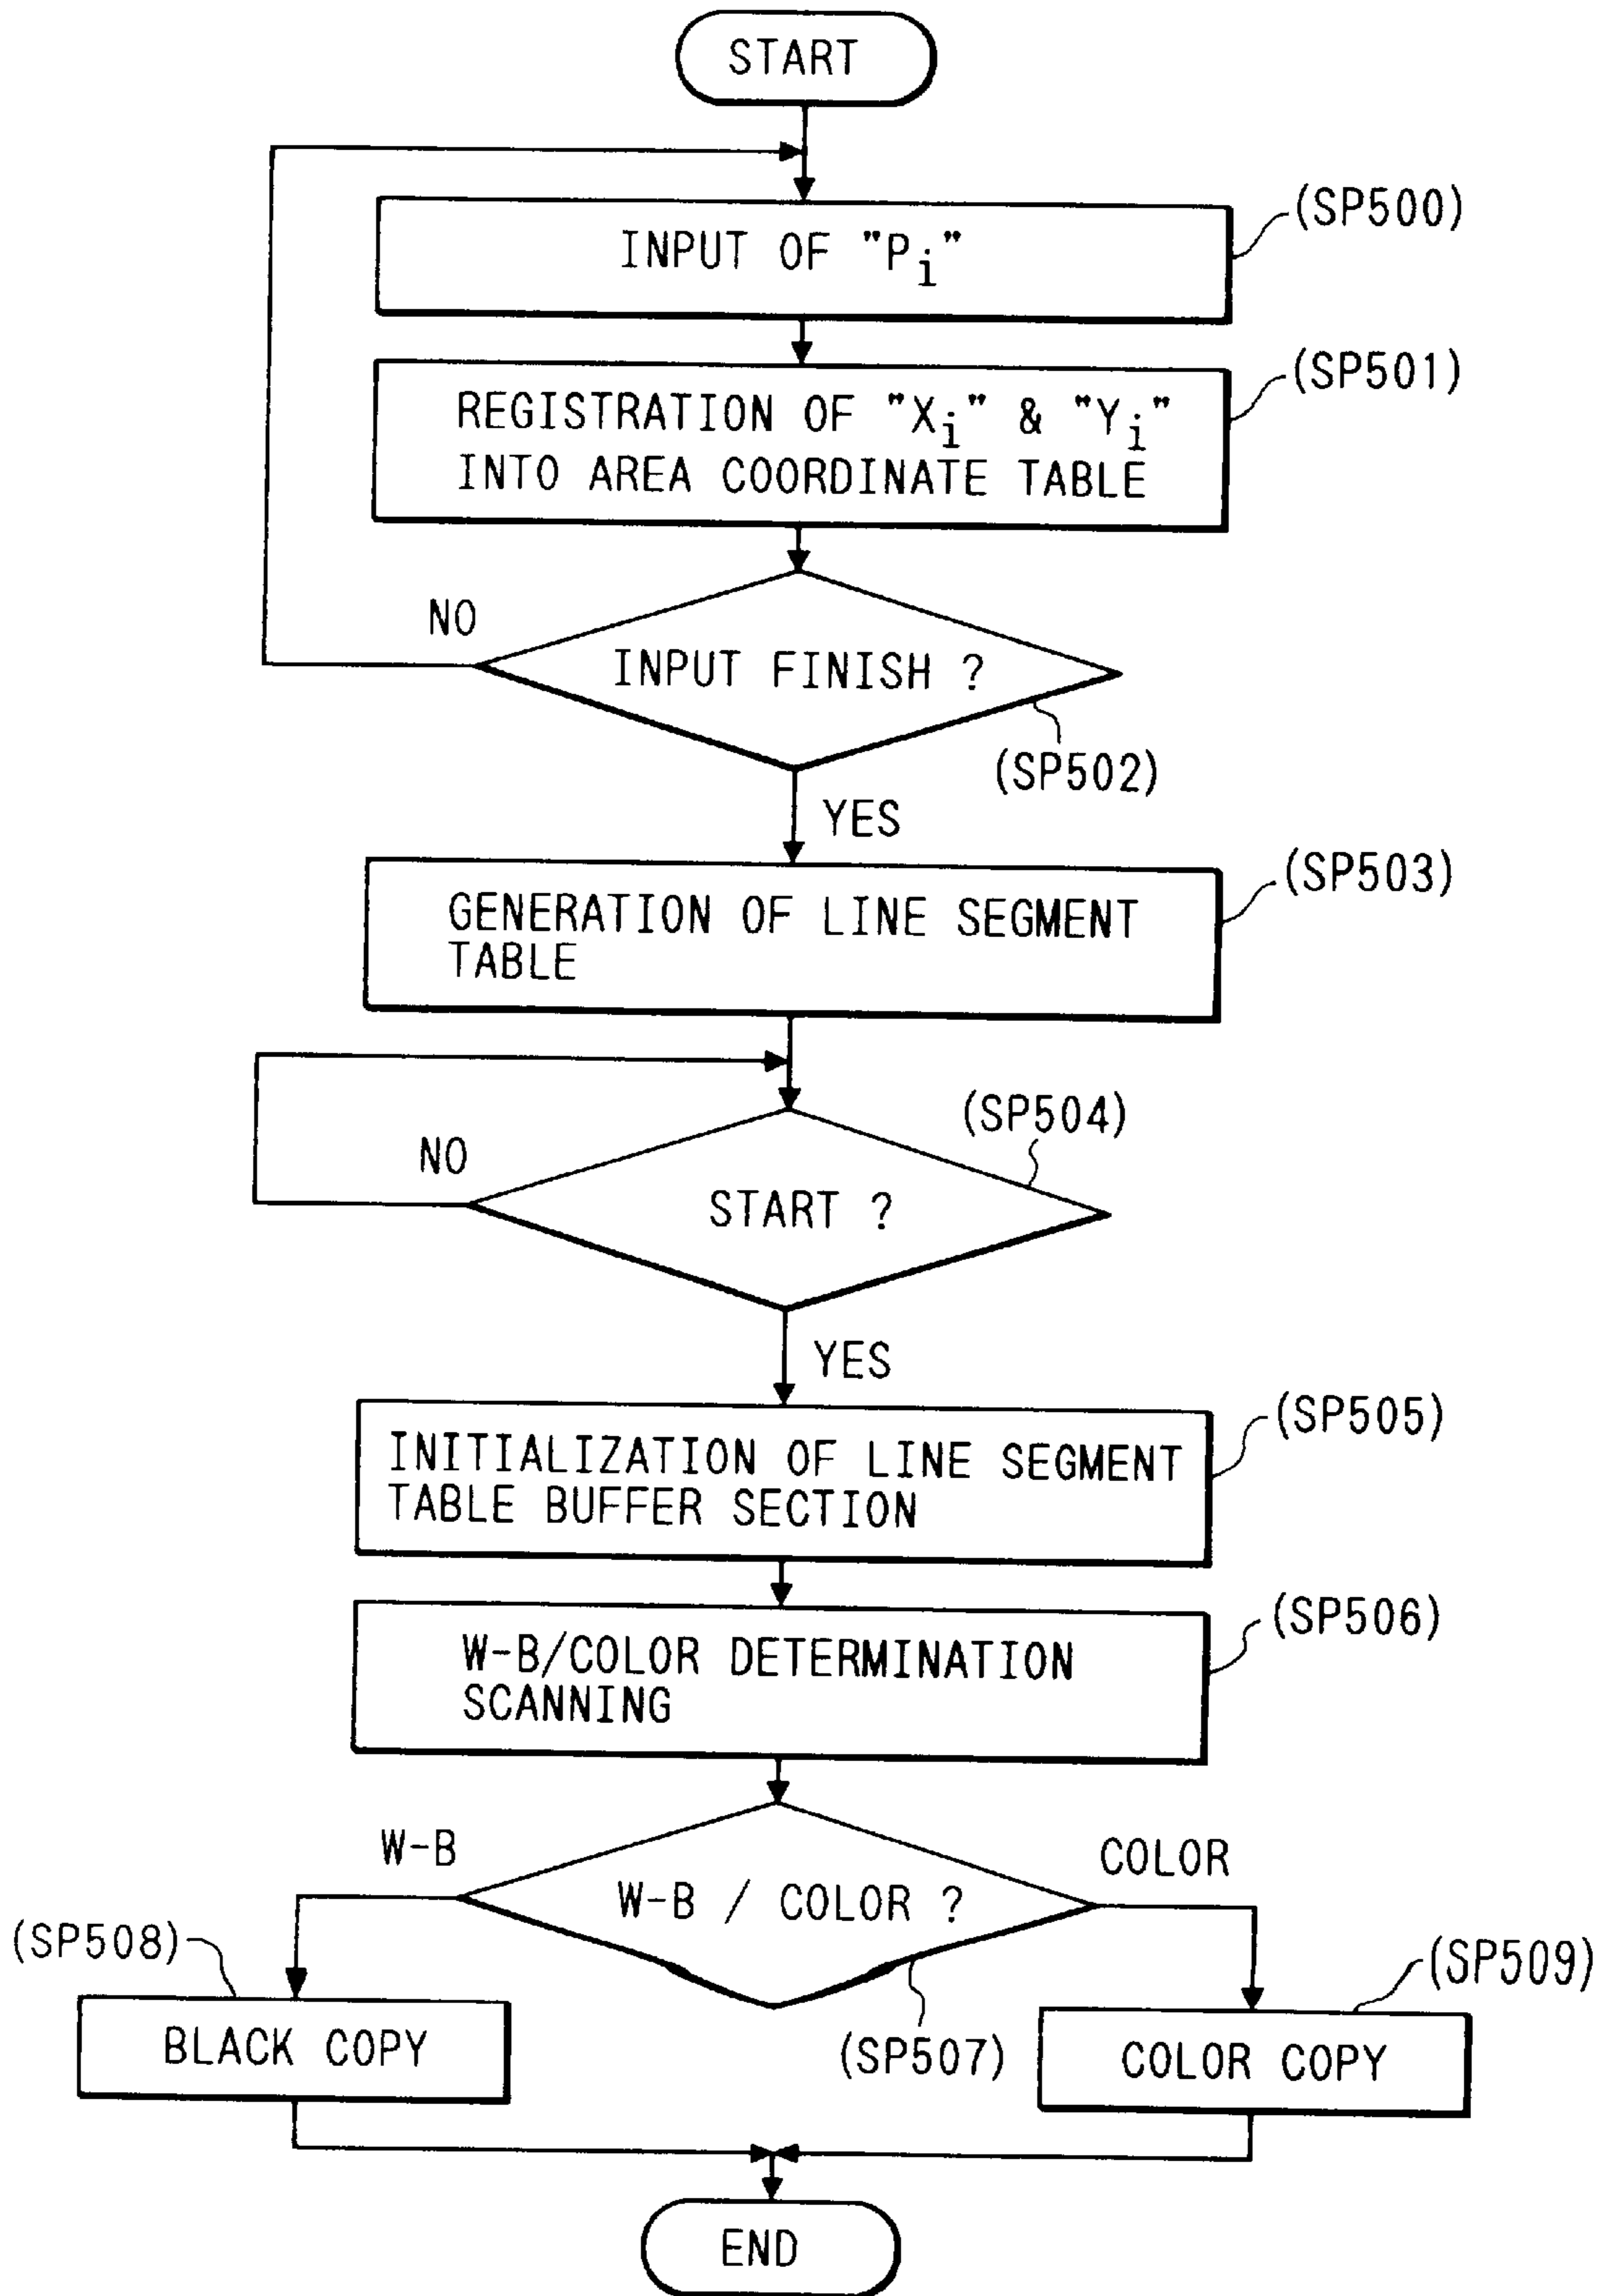 START
(SP500)
INPUT OF "Pi"
(SP501)
REGISTRATION OF "Xi" & "Yi"
INTO AREA COORDINATE TABLE
NO
INPUT FINISH ?
(SP502)
YES
(SP503)
GENERATION OF LINE SEGMENT
TABLE
(SP504)
NO
START ?
YES
(SP505)
INITIALIZATION OF LINE SEGMENT
TABLE BUFFER SECTION
(SP506)
W-B/COLOR DETERMINATION
SCANNING
W-B
COLOR
W-B / COLOR ?
(SP508)
(SP509)
(SP507)
BLACK COPY
COLOR COPY
END